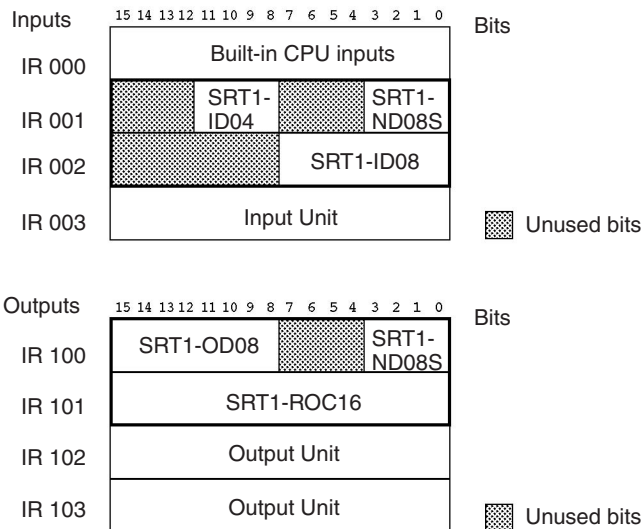 Inputs
15 14 13 12 11 10 9 8 7 6 5 4 3 2 1 0
Bits
IR 000
Built-in CPU inputs
IR 001
SRT1-
ID04
SRT1-
ND08S
IR 002
SRT1-ID08
IR 003
Input Unit
Unused bits
Outputs
15 14 13 12 11 10 9 8 7 6 5 4 3 2 1 0
Bits
IR 100
SRT1-OD08
SRT1-
ND08S
IR 101
SRT1-ROC16
IR 102
Output Unit
IR 103
Output Unit
Unused bits